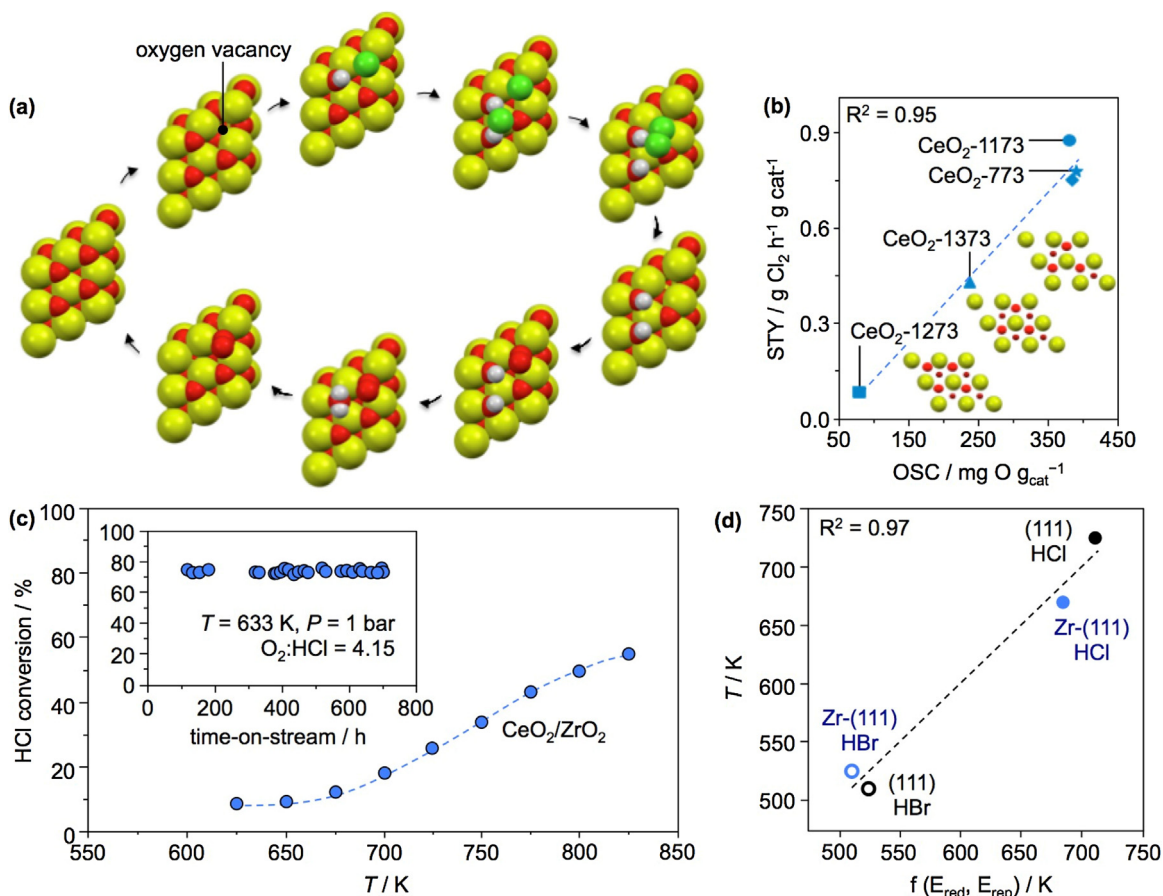 oxygen vacancy
(a)
(b)
R² = 0.95
0.9
0.6
0.3
0.0
STY / g Cl₂ h⁻¹ g cat⁻¹
CeO₂-1173
CeO₂-773
CeO₂-1373
CeO₂-1273
50
150
250
350
450
OSC / mg O g_cat⁻¹
(c)
100
80
60
40
20
0
HCl conversion / %
100
80
60
40
20
0
T = 633 K, P = 1 bar
O₂:HCl = 4.15
0
200
400
600
800
time-on-stream / h
CeO₂/ZrO₂
550
600
650
700
750
800
850
T / K
(d)
R² = 0.97
750
700
650
600
550
500
T / K
(111)
HCl
Zr-(111)
HCl
Zr-(111)
HBr
(111)
HBr
500
550
600
650
700
750
f (E_red, E_rep) / K